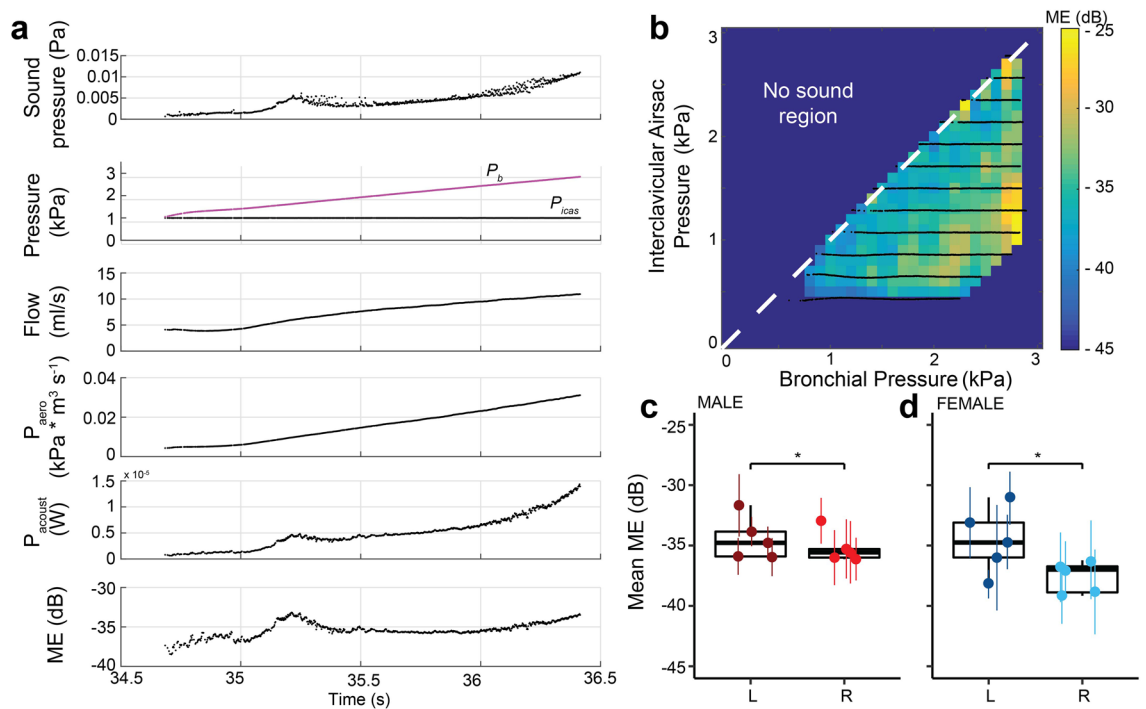 a
Sound
pressure (Pa)
0.015
0.01
0.005
0
Pressure
(kPa)
3
2
1
0
P_b
P_icas
Flow
(ml/s)
15
10
5
0
P_aero
(kPa * m³ s⁻¹)
0.04
0.02
0
P_acoust
(W)
x 10⁻⁵
1.5
1
0.5
0
ME (dB)
-30
-35
-40
34.5
35
35.5
36
36.5
Time (s)
b
Interclavicular Airsac
Pressure (kPa)
3
2
1
0
No sound
region
0
1
2
3
Bronchial Pressure (kPa)
ME (dB)
- 25
- 30
- 35
- 40
- 45
c
MALE
Mean ME (dB)
-25
-30
-35
-40
-45
*
L
R
d
FEMALE
*
L
R